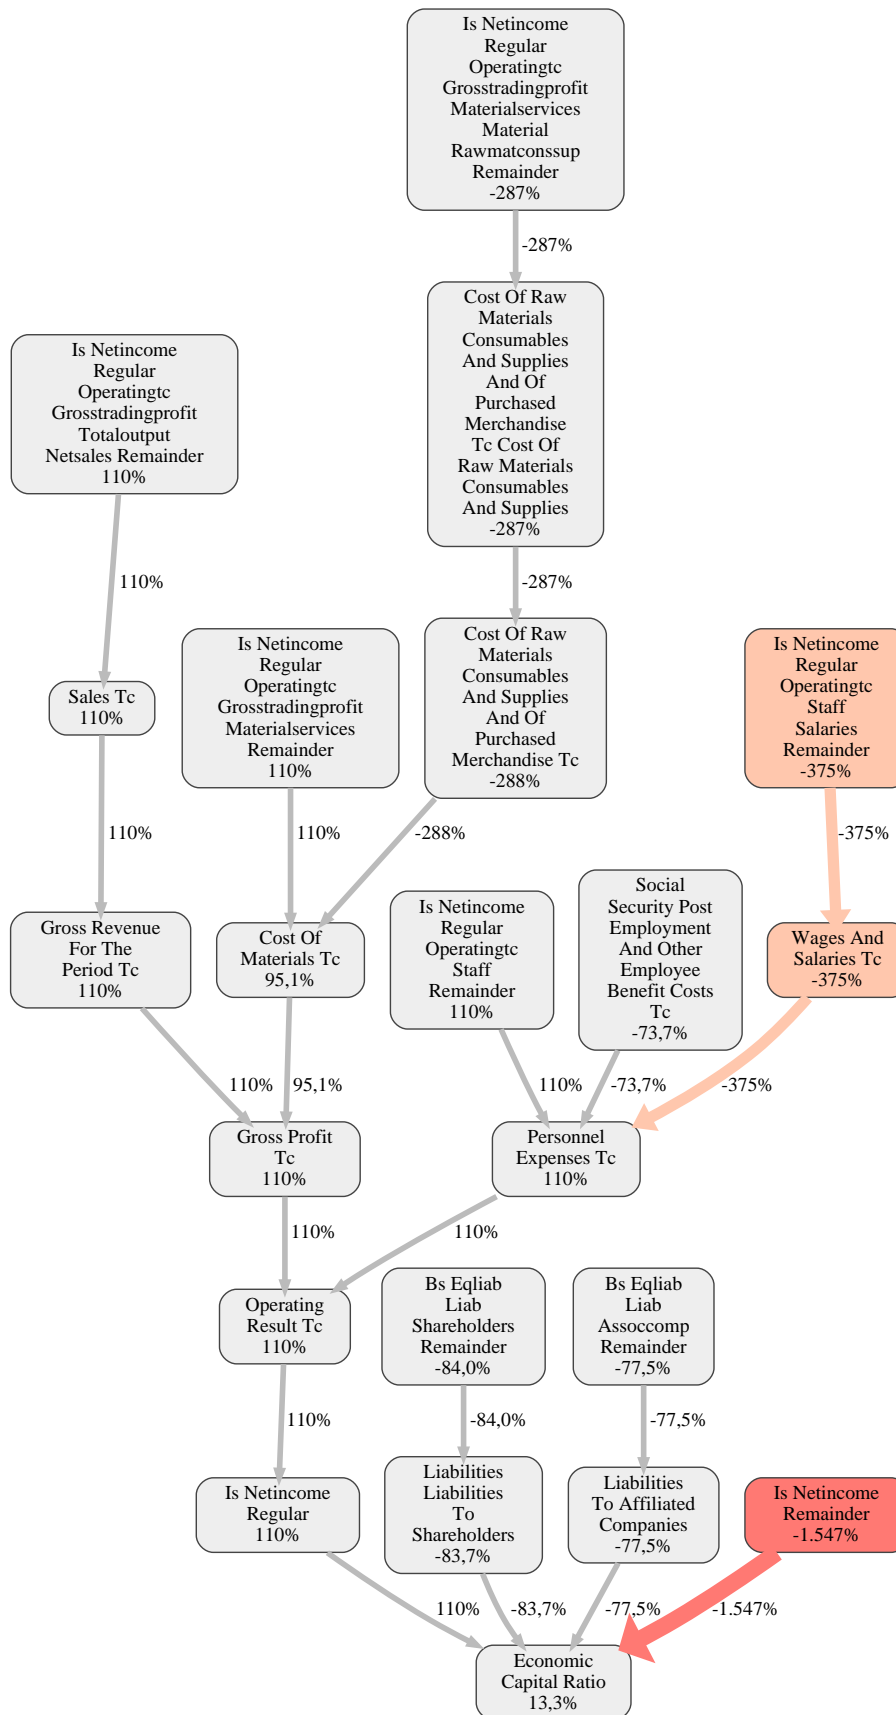 Is Netincome
Regular
Operatingtc
Grosstradingprofit
Materialservices
Material
Rawmatconssup
Remainder
-287%
-287%
Cost Of Raw
Materials
Consumables
And Supplies
And Of
Purchased
Merchandise
Tc Cost Of
Raw Materials
Consumables
And Supplies
-287%
Is Netincome
Regular
Operatingtc
Grosstradingprofit
Totaloutput
Netsales Remainder
110%
110%
-287%
Sales Tc
110%
Is Netincome
Regular
Operatingtc
Grosstradingprofit
Materialservices
Remainder
110%
Cost Of Raw
Materials
Consumables
And Supplies
And Of
Purchased
Merchandise Tc
-288%
Is Netincome
Regular
Operatingtc
Staff
Salaries
Remainder
-375%
110%
110%
-288%
-375%
Gross Revenue
For The
Period Tc
110%
Cost Of
Materials Tc
95,1%
Is Netincome
Regular
Operatingtc
Staff
Remainder
110%
Social
Security Post
Employment
And Other
Employee
Benefit Costs
Tc
-73,7%
Wages And
Salaries Tc
-375%
110%
95,1%
110%
-73,7%
-375%
Gross Profit
Tc
110%
Personnel
Expenses Tc
110%
110%
110%
Operating
Result Tc
110%
Bs Eqliab
Liab
Shareholders
Remainder
-84,0%
Bs Eqliab
Liab
Assoccomp
Remainder
-77,5%
110%
-84,0%
-77,5%
Is Netincome
Regular
110%
Liabilities
Liabilities
To
Shareholders
-83,7%
Liabilities
To Affiliated
Companies
-77,5%
Is Netincome
Remainder
-1.547%
110%
-83,7%
-77,5%
-1.547%
Economic
Capital Ratio
13,3%